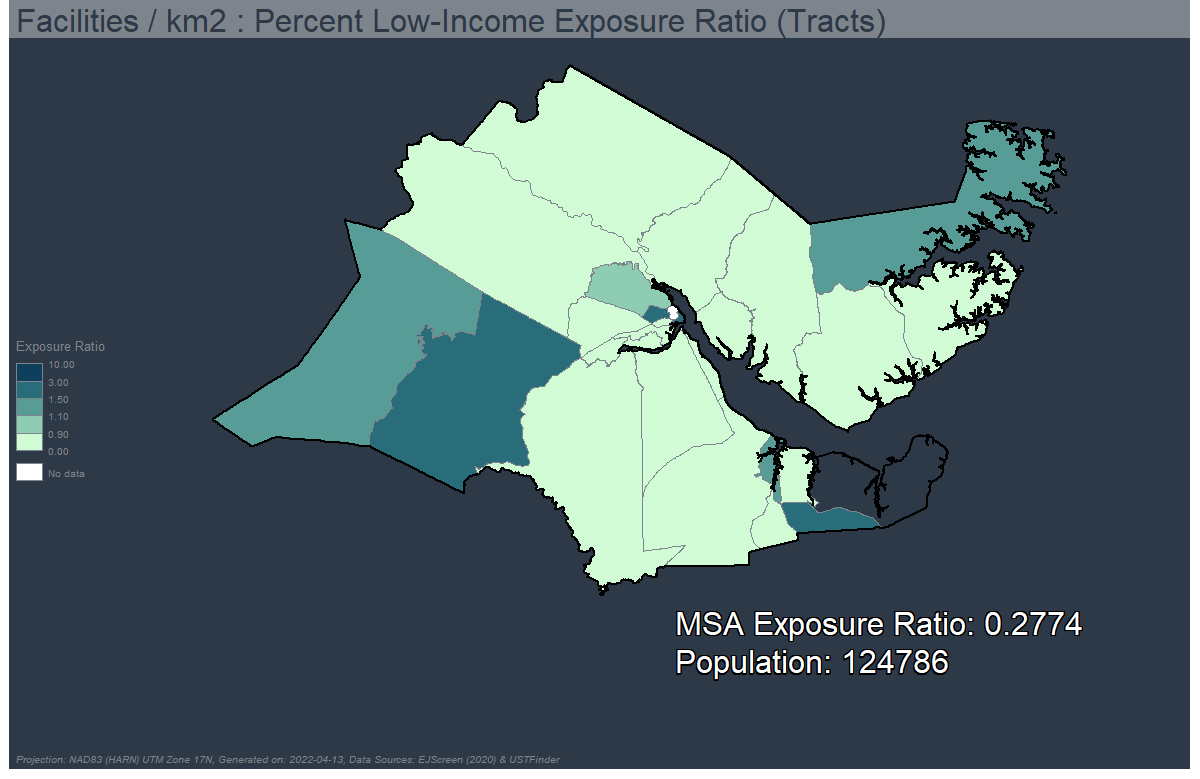 Facilities / km2 : Percent Low-Income Exposure Ratio (Tracts)
Exposure Ratio
10.00
3.00
1.50
1.10
0.90
0.00
No data
MSA Exposure Ratio: 0.2774
Population: 124786
Projection: NAD83 (HARN) UTM Zone 17N, Generated on: 2022-04-13, Data Sources: EJScreen (2020) & USTFinder